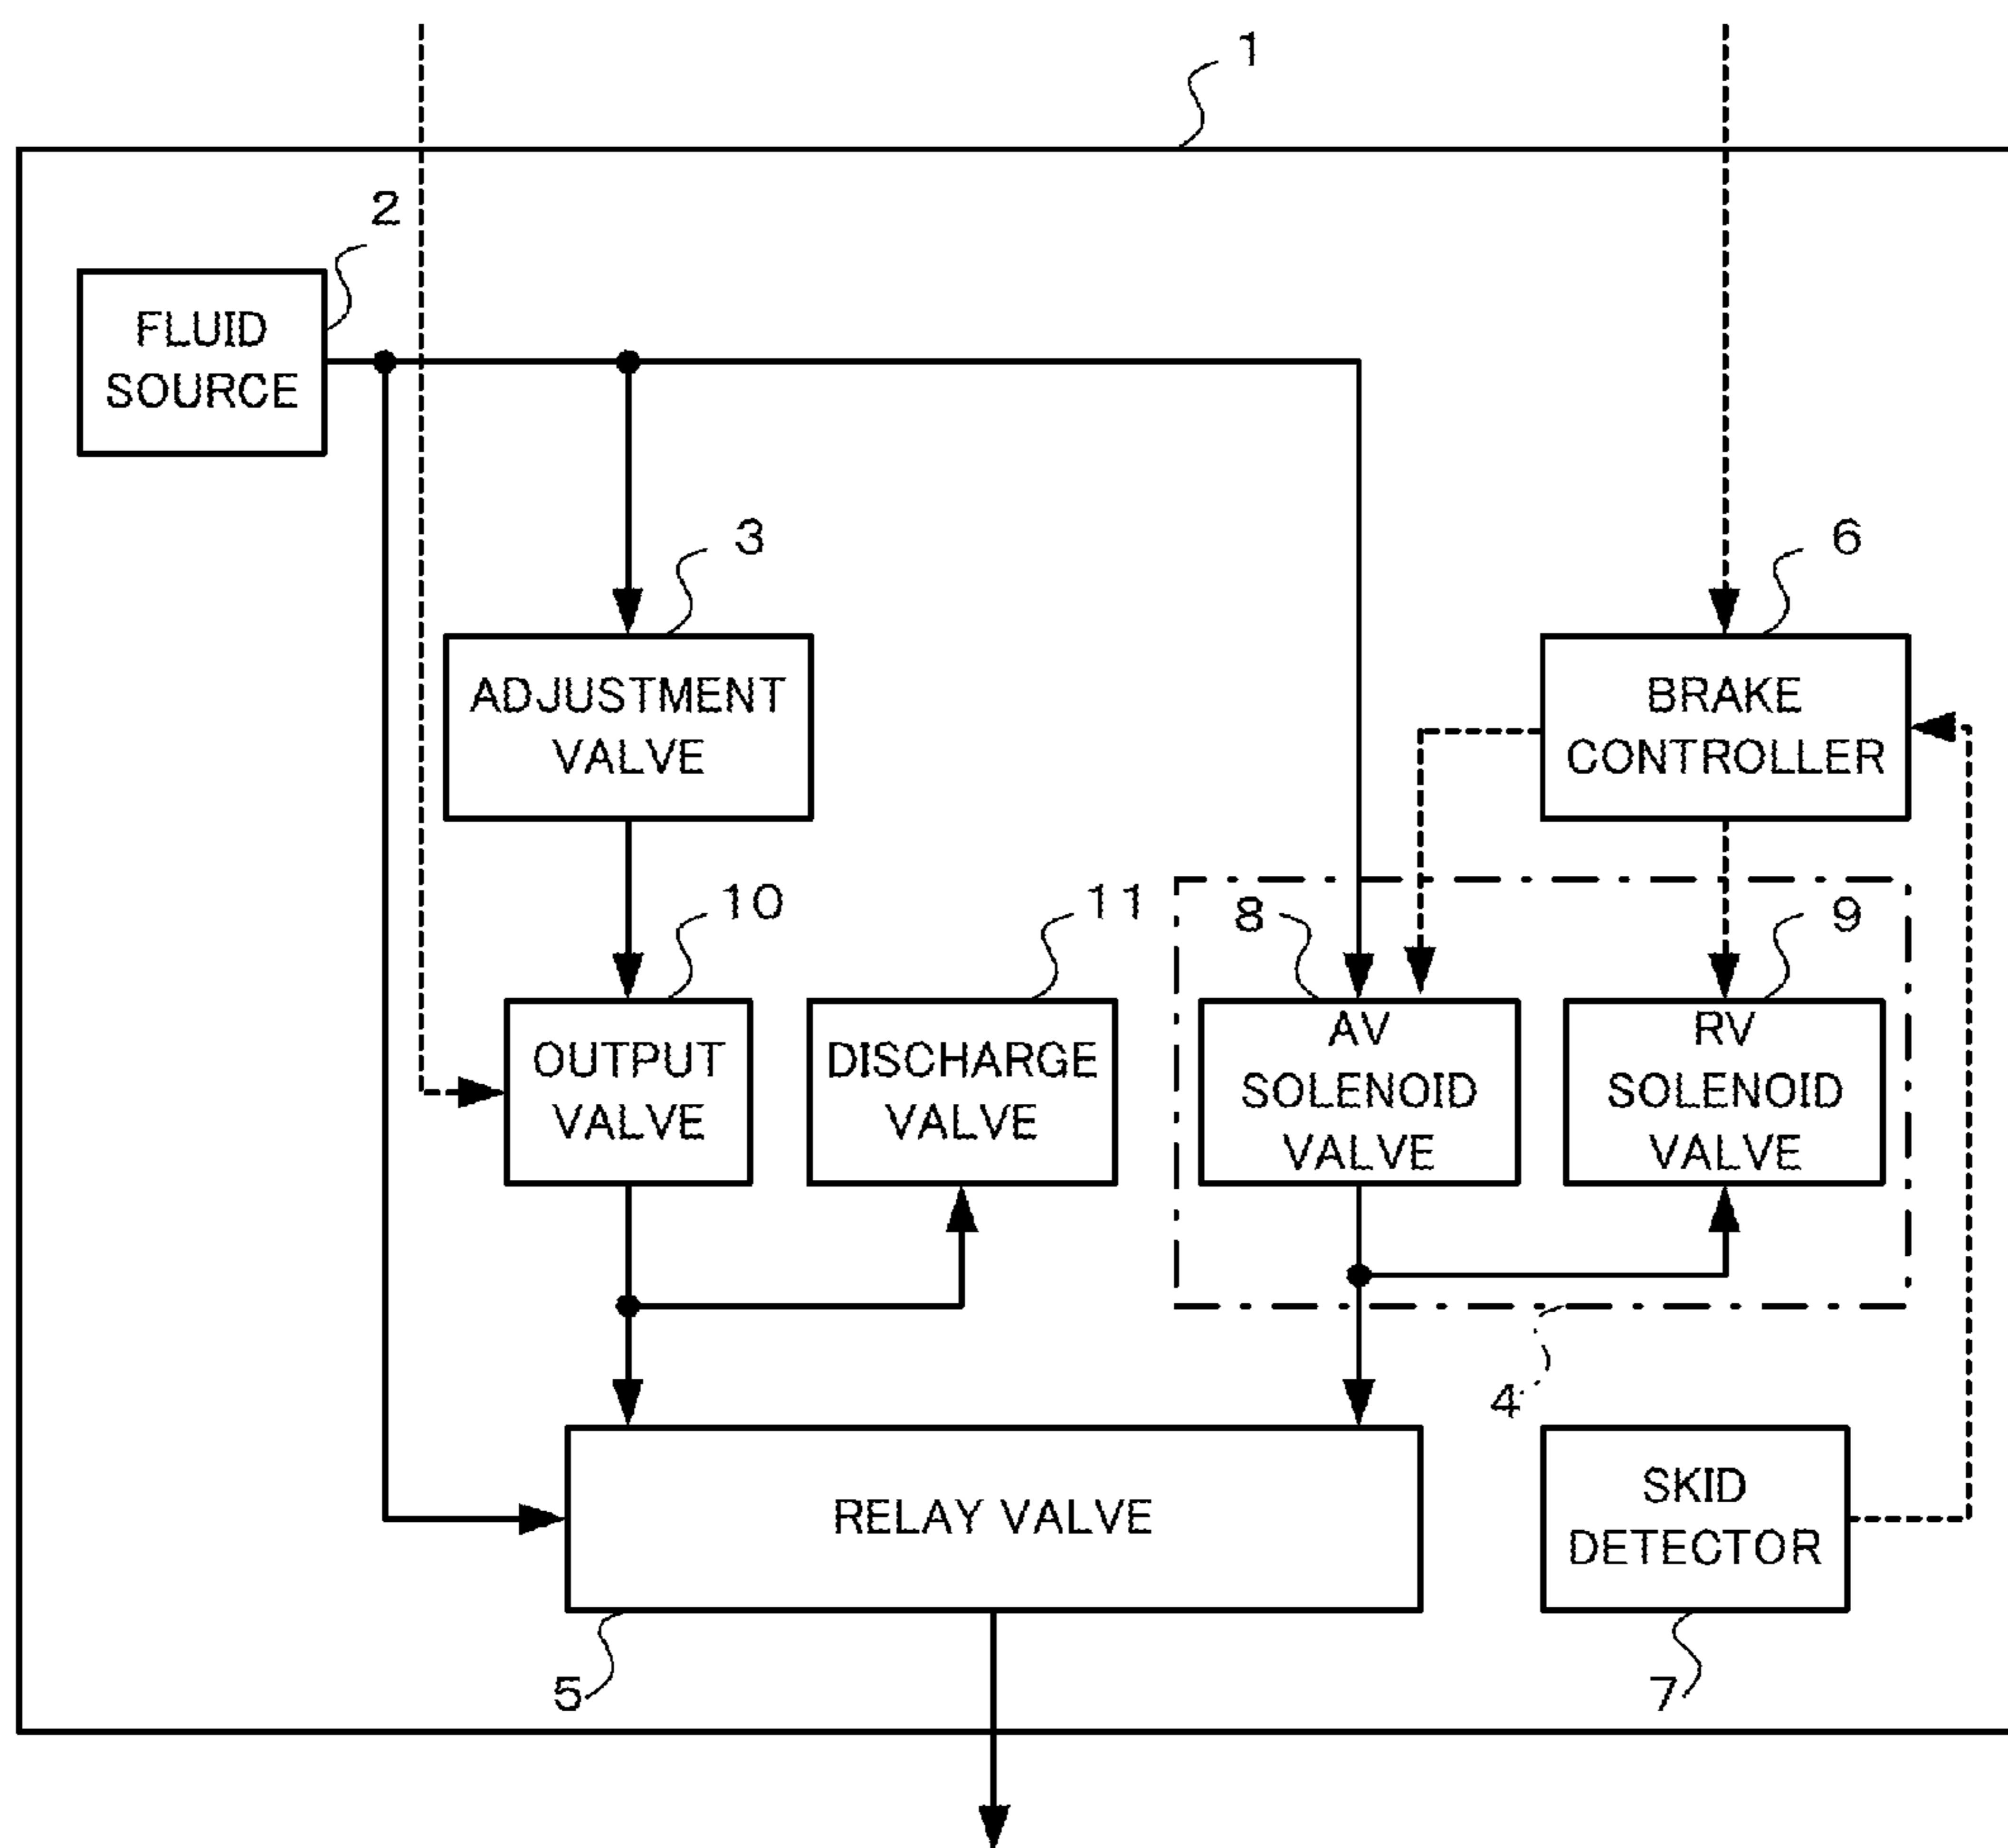 1
2
FLUID
SOURCE
3
6
ADJUSTMENT
VALVE
BRAKE
CONTROLLER
10
11
8
9
OUTPUT
VALVE
DISCHARGE
VALVE
AV
SOLENOID
VALVE
RV
SOLENOID
VALVE
4
RELAY VALVE
SKID
DETECTOR
5
7